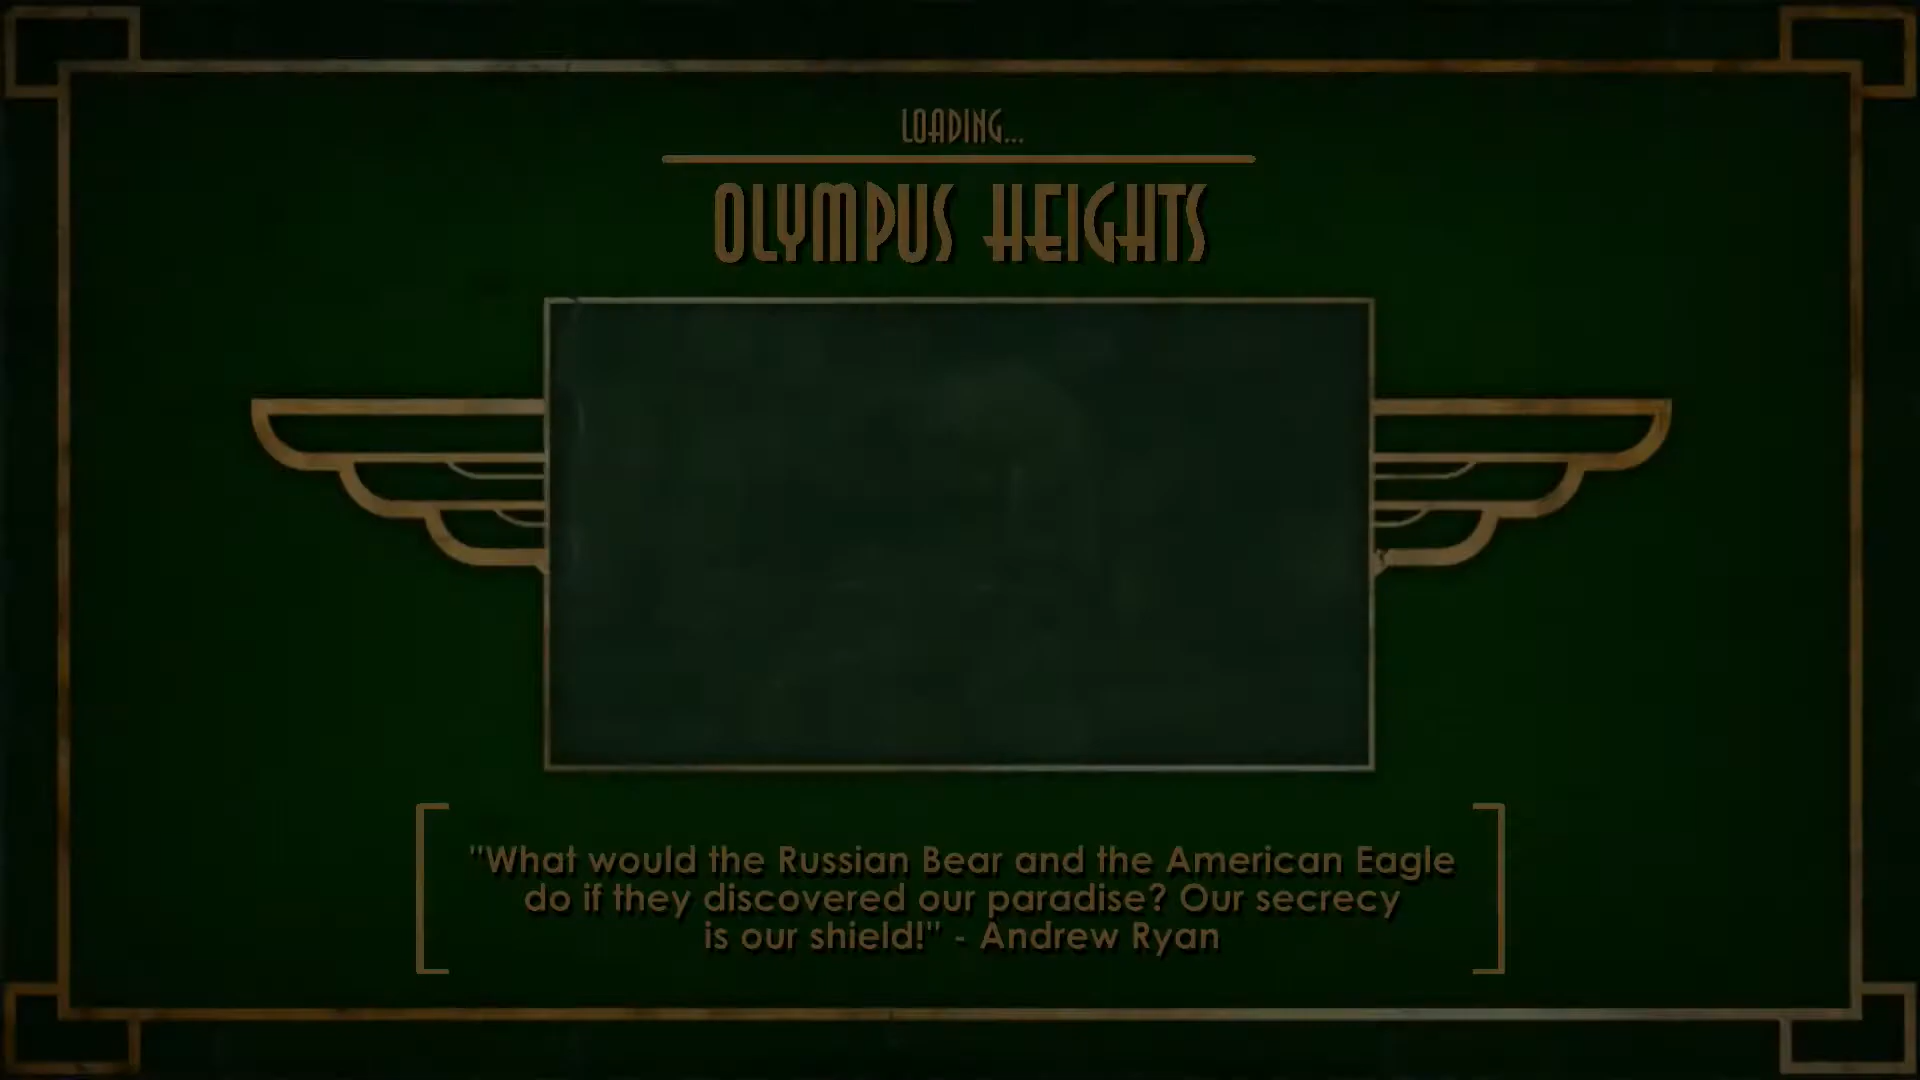 LOADING...
OLYMPUS HEIGHTS
"What would the Russian Bear and the American Eagle
do if they discovered our paradise? Our secrecy
is our shield!" - Andrew Ryan